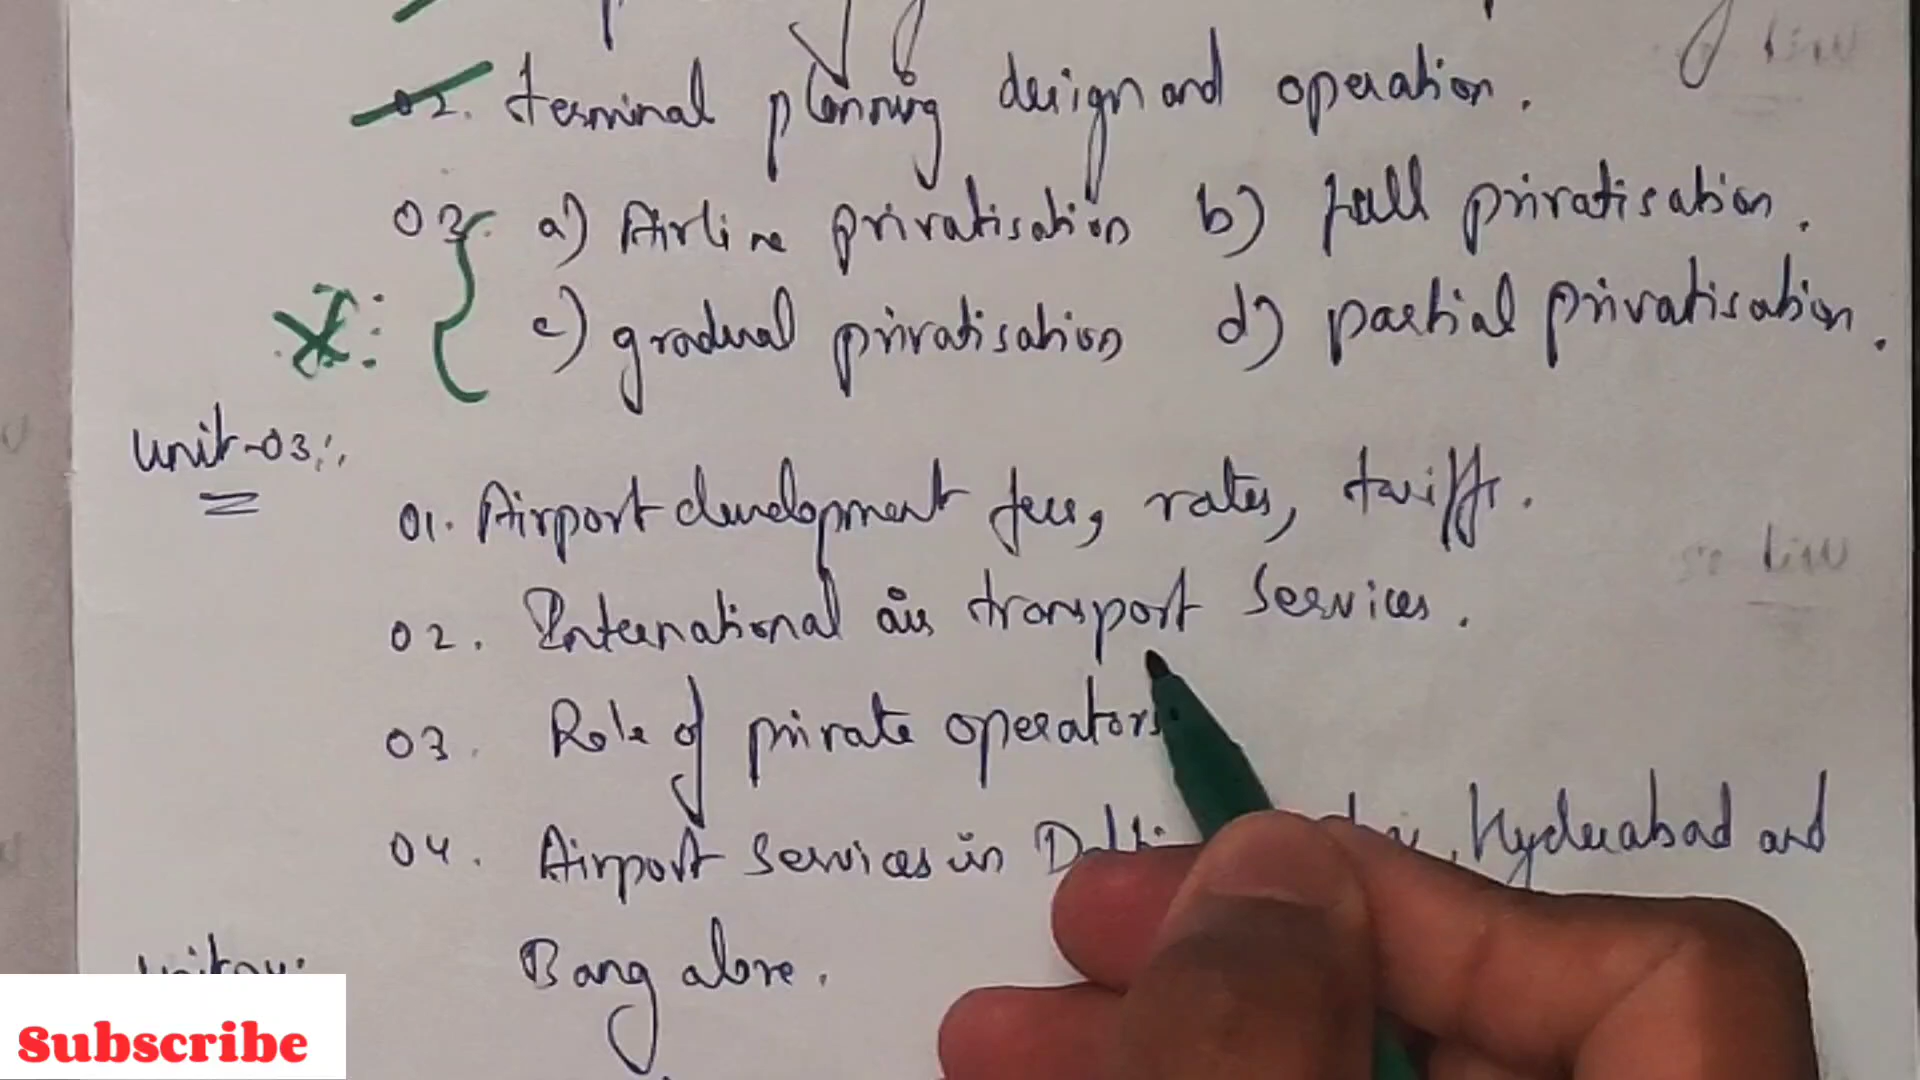 02. terminal planning design and operation.
03. a) Airline privatisation b) full privatisation.
c) gradual privatisation d) partial privatisation.
Unit-03:
01. Airport development fees, rates, tariffs.
02. International air transport services.
03. Role of private operators
04. Airport services in Delhi, Hyderabad and
Bangalore.
Subscribe